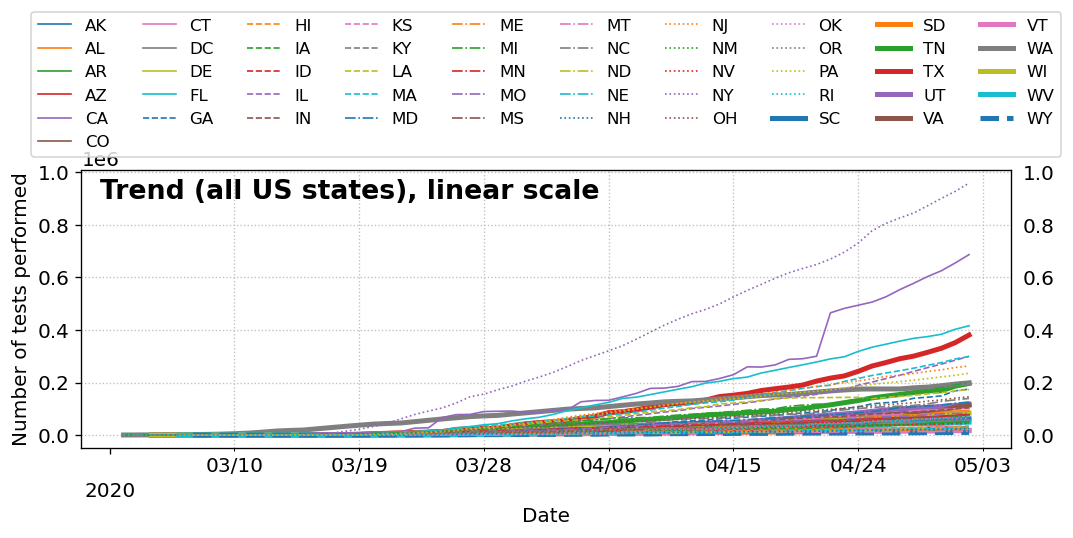 AK CT HI KS ME MT NJ OK SD VT
AL DC IA KY MI NC NM OR TN WA
AR DE ID LA MN ND NV PA TX WI
AZ FL IL MA MO NE NY RI UT WV
CA GA IN MD MS NH OH SC VA WY
CO
1e6
Trend (all US states), linear scale
1.0 1.0
0.8 0.8
0.6 0.6
0.4 0.4
0.2 0.2
0.0 0.0
Number of tests performed
03/10 03/19 03/28 04/06 04/15 04/24 05/03
2020
Date